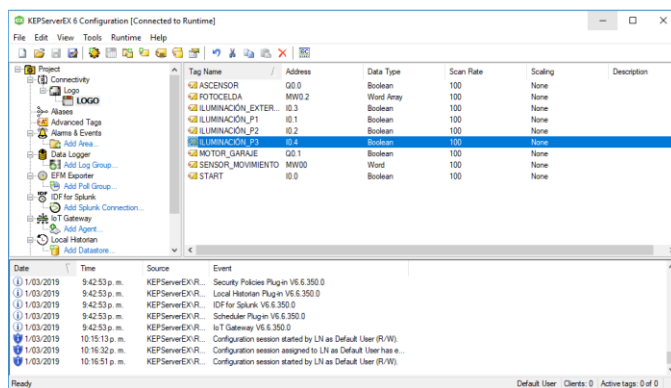 KEPServerEX 6 Configuration [Connected to Runtime]
File Edit View Tools Runtime Help
Project
Connectivity
Logo
LOGO
Aliases
Advanced Tags
Alarms & Events
Add Area...
Data Logger
Add Log Group...
EFM Exporter
Add Poll Group...
IDF for Splunk
Add Splunk Connection...
IoT Gateway
Add Agent...
Local Historian
Add Datastore...
Tag Name Address Data Type Scan Rate Scaling Description
ASCENSOR Q0.0 Boolean 100 None
FOTOCELDA MW0.2 Word Array 100 None
ILUMINACIÓN_EXTER... I0.3 Boolean 100 None
ILUMINACIÓN_P1 I0.1 Boolean 100 None
ILUMINACIÓN_P2 I0.2 Boolean 100 None
ILUMINACIÓN_P3 I0.4 Boolean 100 None
MOTOR_GARAJE Q0.1 Boolean 100 None
SENSOR_MOVIMIENTO MW00 Word 100 None
START I0.0 Boolean 100 None
Date Time Source Event
1/03/2019 9:42:53 p. m. KEPServerEX\R... Security Policies Plug-in V6.6.350.0
1/03/2019 9:42:53 p. m. KEPServerEX\R... Local Historian Plug-in V6.6.350.0
1/03/2019 9:42:53 p. m. KEPServerEX\R... IDF for Splunk V6.6.350.0
1/03/2019 9:42:53 p. m. KEPServerEX\R... Scheduler Plug-in V6.6.350.0
1/03/2019 9:42:53 p. m. KEPServerEX\R... IoT Gateway V6.6.350.0
1/03/2019 10:15:13 p. m. KEPServerEX\R... Configuration session started by LN as Default User (R/W).
1/03/2019 10:16:32 p. m. KEPServerEX\R... Configuration session assigned to LN as Default User has e...
1/03/2019 10:16:51 p. m. KEPServerEX\R... Configuration session started by LN as Default User (R/W).
Ready Default User Clients: 0 Active tags: 0 of 0